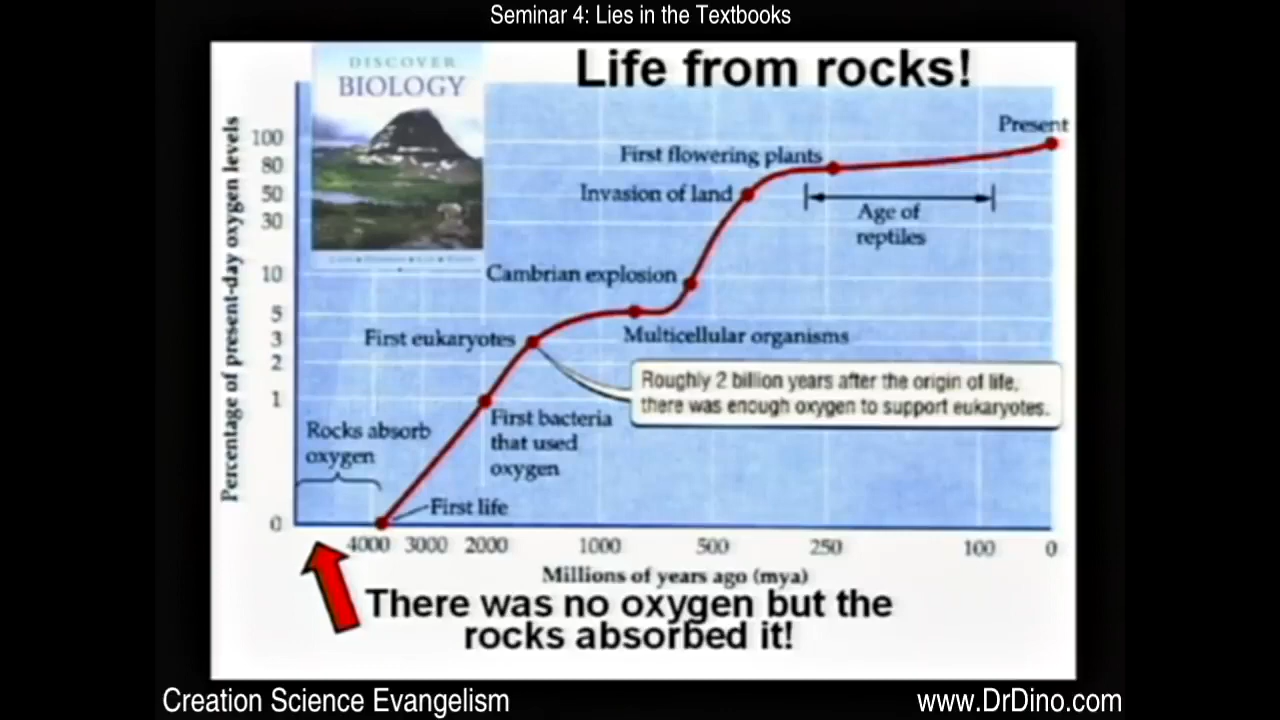 Seminar 4: Lies in the Textbooks
DISCOVER
BIOLOGY
Life from rocks!
Percentage of present-day oxygen levels
100
80
50
30
10
5
3
2
1
0
Present
First flowering plants
Invasion of land
Age of
reptiles
Cambrian explosion
First eukaryotes
Multicellular organisms
Roughly 2 billion years after the origin of life,
there was enough oxygen to support eukaryotes.
First bacteria
that used
oxygen
Rocks absorb
oxygen
First life
4000 3000 2000 1000 500 250 100 0
Millions of years ago (mya)
There was no oxygen but the
rocks absorbed it!
Creation Science Evangelism
www.DrDino.com